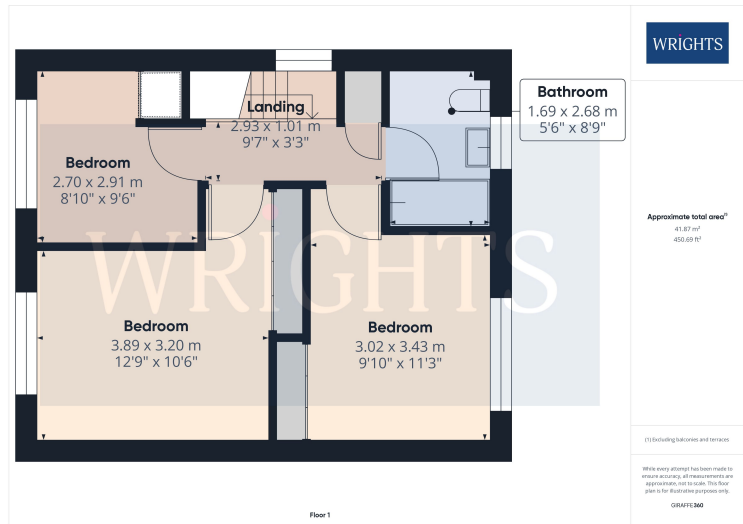 WRIGHTS
Bathroom
1.69 x 2.68 m
5'6" x 8'9"
Landing
2.93 x 1.01 m
9'7" x 3'3"
Bedroom
2.70 x 2.91 m
8'10" x 9'6"
Approximate total area⁽¹⁾
41.87 m²
450.69 ft²
WRIGHTS
Bedroom
3.89 x 3.20 m
12'9" x 10'6"
Bedroom
3.02 x 3.43 m
9'10" x 11'3"
(1) Excluding balconies and terraces
While every attempt has been made to
ensure accuracy, all measurements are
approximate, not to scale. This floor
plan is for illustrative purposes only.
GIRAFFE360
Floor 1